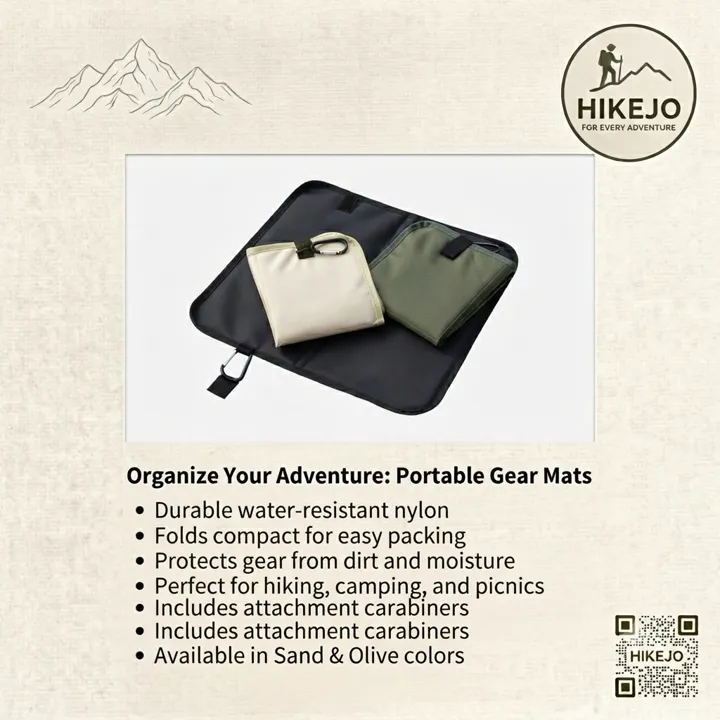 HIKEJO
FOR EVERY ADVENTURE
Organize Your Adventure: Portable Gear Mats
• Durable water-resistant nylon
• Folds compact for easy packing
• Protects gear from dirt and moisture
• Perfect for hiking, camping, and picnics
• Includes attachment carabiners
• Includes attachment carabiners
• Available in Sand & Olive colors
HIKEJO